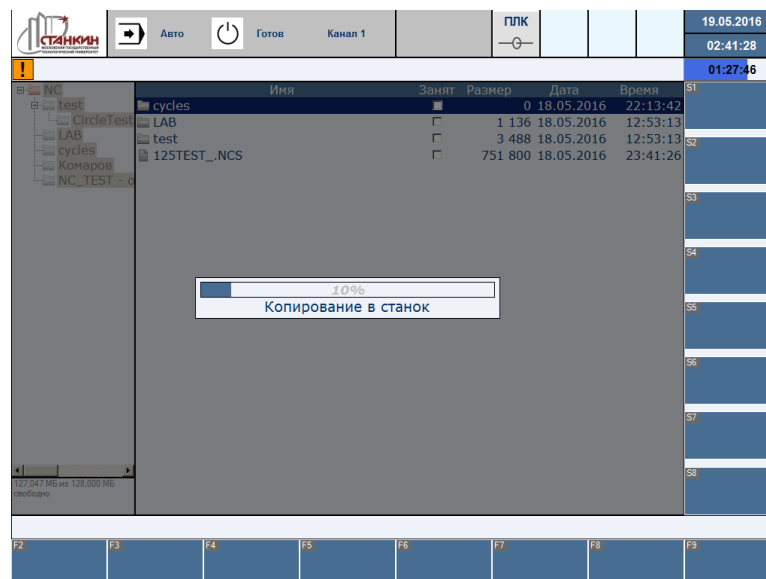 СТАНКИН
МОСКОВСКИЙ ГОСУДАРСТВЕННЫЙ
ТЕХНОЛОГИЧЕСКИЙ УНИВЕРСИТЕТ
Авто
Готов
Канал 1
ПЛК
19.05.2016
02:41:28
!
01:27:46
NC
test
CircleTest
LAB
cycles
Комаров
NC_TEST - о
Имя Занят Размер Дата Время
cycles 0 18.05.2016 22:13:42
LAB 1 136 18.05.2016 12:53:13
test 3 488 18.05.2016 12:53:13
125TEST_.NCS 751 800 18.05.2016 23:41:26
10%
Копирование в станок
127,047 МБ из 128,000 МБ
свободно
S1
S2
S3
S4
S5
S6
S7
S8
F2 F3 F4 F5 F6 F7 F8 F9